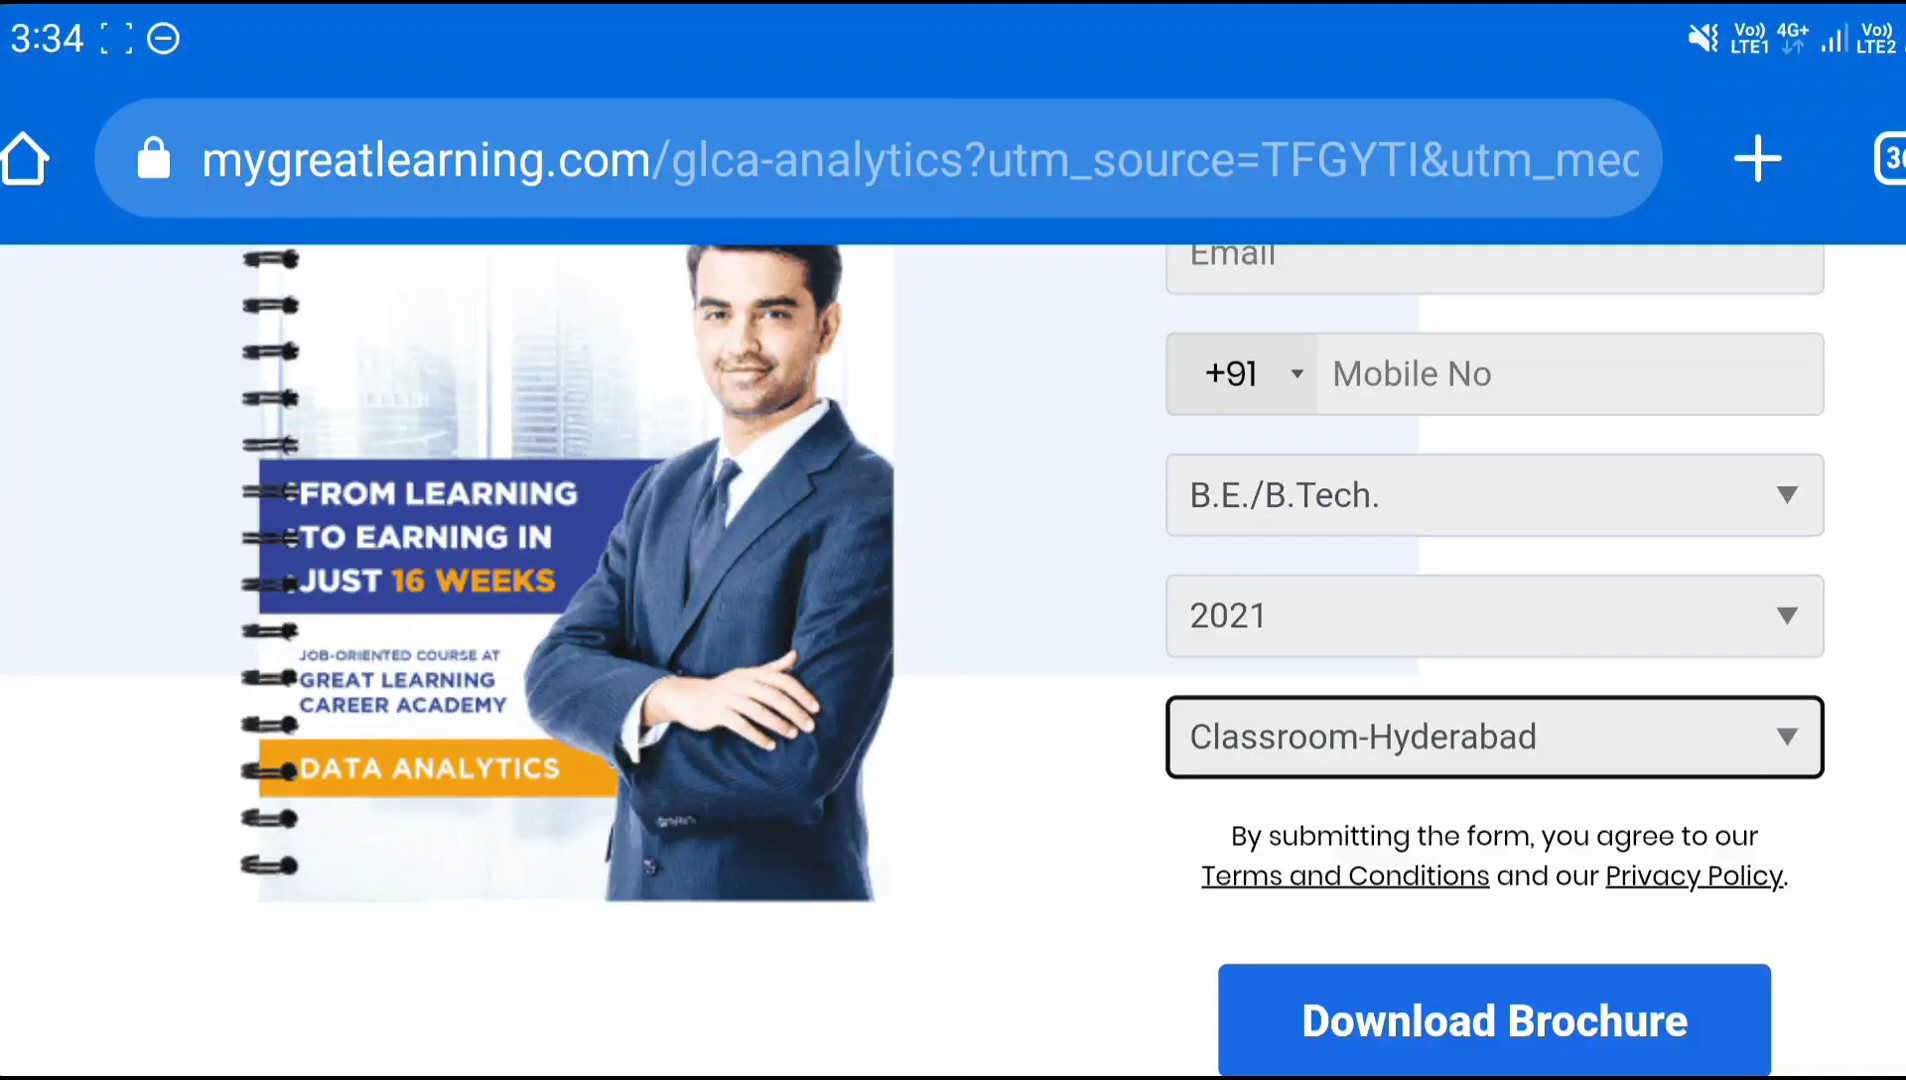 3:34
Vo)) LTE1 4G+ Vo)) LTE2
mygreatlearning.com/glca-analytics?utm_source=TFGYTI&utm_med
Email
+91 Mobile No
B.E./B.Tech.
2021
Classroom-Hyderabad
By submitting the form, you agree to our
Terms and Conditions and our Privacy Policy.
Download Brochure
FROM LEARNING
TO EARNING IN
JUST 16 WEEKS
JOB-ORIENTED COURSE AT
GREAT LEARNING
CAREER ACADEMY
DATA ANALYTICS